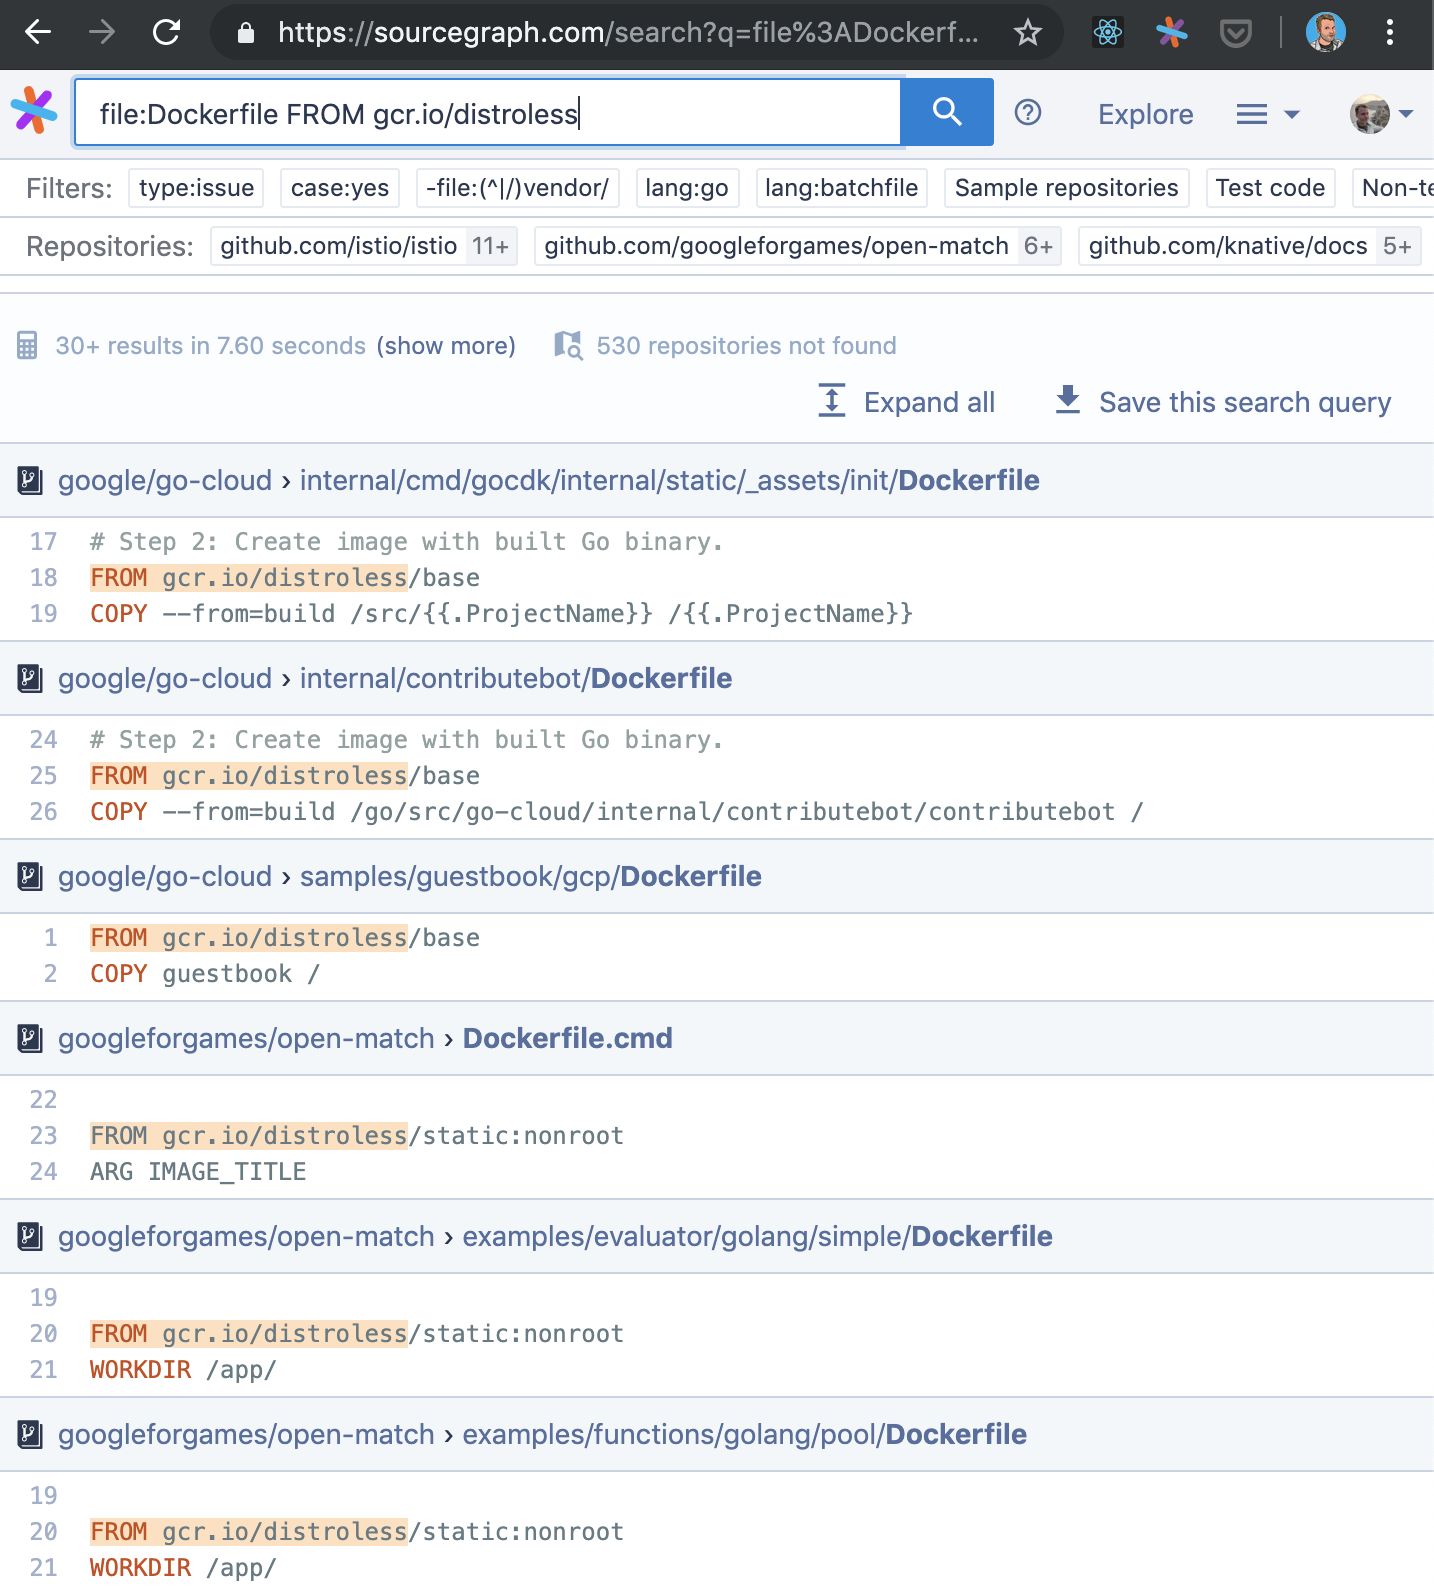 https://sourcegraph.com/search?q=file%3ADockerf...
file:Dockerfile FROM gcr.io/distroless
Explore
Filters: type:issue case:yes -file:(^|/)vendor/ lang:go lang:batchfile Sample repositories Test code Non-te
Repositories: github.com/istio/istio 11+ github.com/googleforgames/open-match 6+ github.com/knative/docs 5+
30+ results in 7.60 seconds (show more) 530 repositories not found
Expand all Save this search query
google/go-cloud › internal/cmd/gocdk/internal/static/_assets/init/Dockerfile
17 # Step 2: Create image with built Go binary.
18 FROM gcr.io/distroless/base
19 COPY --from=build /src/{{.ProjectName}} /{{.ProjectName}}
google/go-cloud › internal/contributebot/Dockerfile
24 # Step 2: Create image with built Go binary.
25 FROM gcr.io/distroless/base
26 COPY --from=build /go/src/go-cloud/internal/contributebot/contributebot /
google/go-cloud › samples/guestbook/gcp/Dockerfile
1 FROM gcr.io/distroless/base
2 COPY guestbook /
googleforgames/open-match › Dockerfile.cmd
22
23 FROM gcr.io/distroless/static:nonroot
24 ARG IMAGE_TITLE
googleforgames/open-match › examples/evaluator/golang/simple/Dockerfile
19
20 FROM gcr.io/distroless/static:nonroot
21 WORKDIR /app/
googleforgames/open-match › examples/functions/golang/pool/Dockerfile
19
20 FROM gcr.io/distroless/static:nonroot
21 WORKDIR /app/